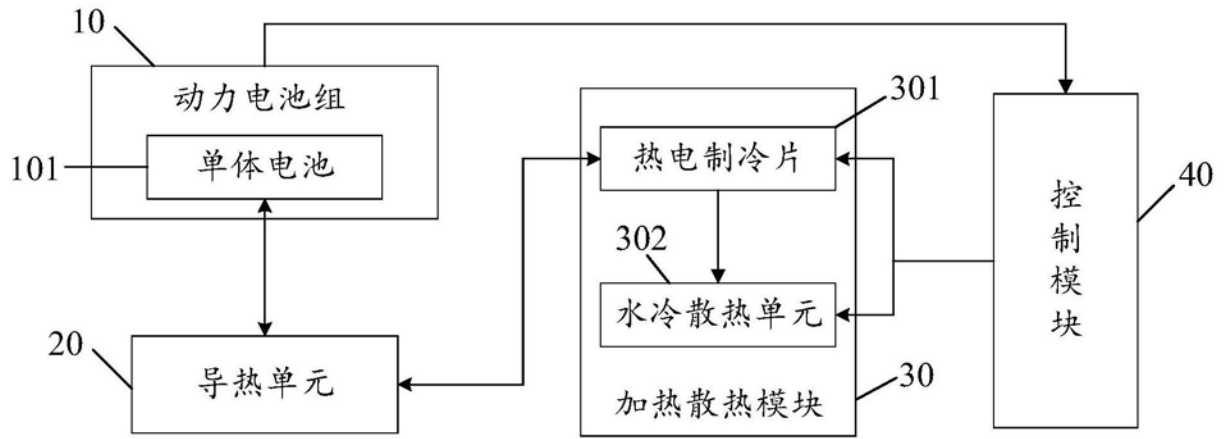 10
动力电池组
101
单体电池
20
导热单元
301
热电制冷片
302
水冷散热单元
加热散热模块
30
控制模块
40